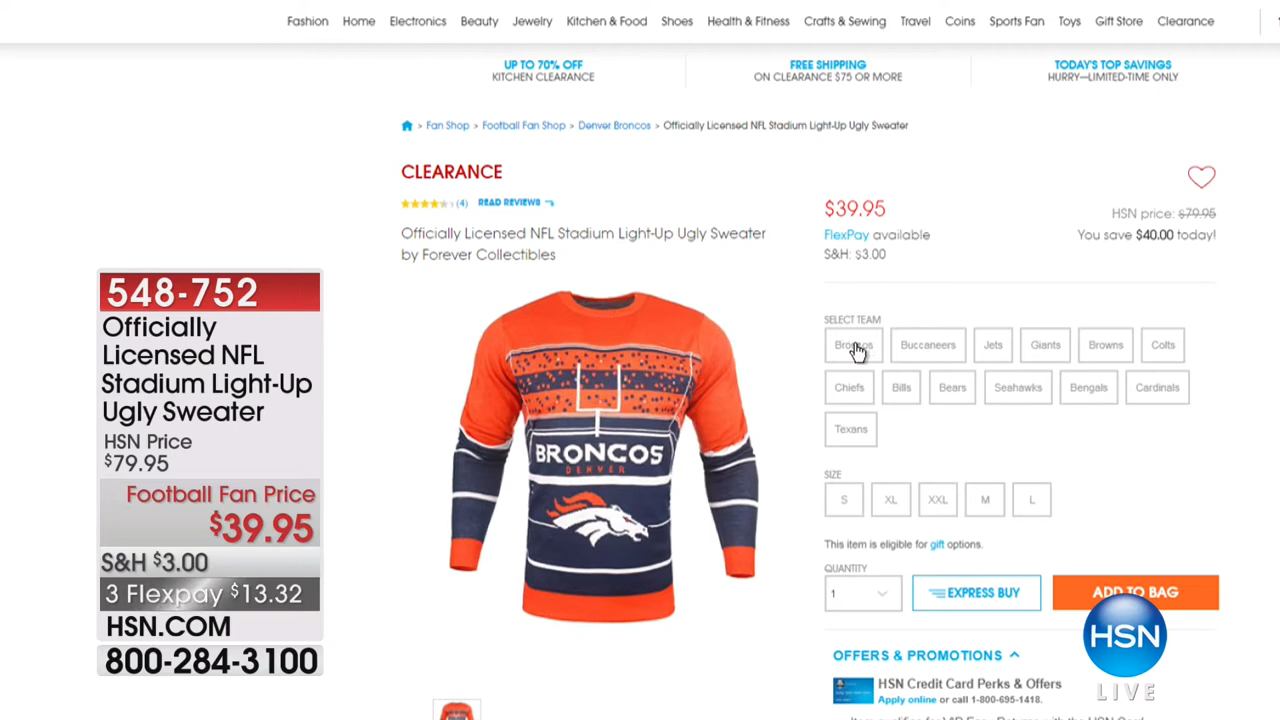 Fashion Home Electronics Beauty Jewelry Kitchen & Food Shoes Health & Fitness Crafts & Sewing Travel Coins Sports Fan Toys Gift Store Clearance
UP TO 70% OFF
KITCHEN CLEARANCE
FREE SHIPPING
ON CLEARANCE $75 OR MORE
TODAY'S TOP SAVINGS
HURRY—LIMITED-TIME ONLY
> Fan Shop > Football Fan Shop > Denver Broncos > Officially Licensed NFL Stadium Light-Up Ugly Sweater
CLEARANCE
(4) READ REVIEWS
Officially Licensed NFL Stadium Light-Up Ugly Sweater
by Forever Collectibles
BRONCOS
DENVER
$39.95
HSN price: $79.95
FlexPay available
You save $40.00 today!
S&H: $3.00
SELECT TEAM
Broncos Buccaneers Jets Giants Browns Colts
Chiefs Bills Bears Seahawks Bengals Cardinals
Texans
SIZE
S XL XXL M L
This item is eligible for gift options.
QUANTITY
1 EXPRESS BUY ADD TO BAG
OFFERS & PROMOTIONS
HSN Credit Card Perks & Offers
Apply online or call 1-800-695-1418.
548-752
Officially
Licensed NFL
Stadium Light-Up
Ugly Sweater
HSN Price
$79.95
Football Fan Price
$39.95
S&H $3.00
3 Flexpay $13.32
HSN.COM
800-284-3100
HSN
LIVE